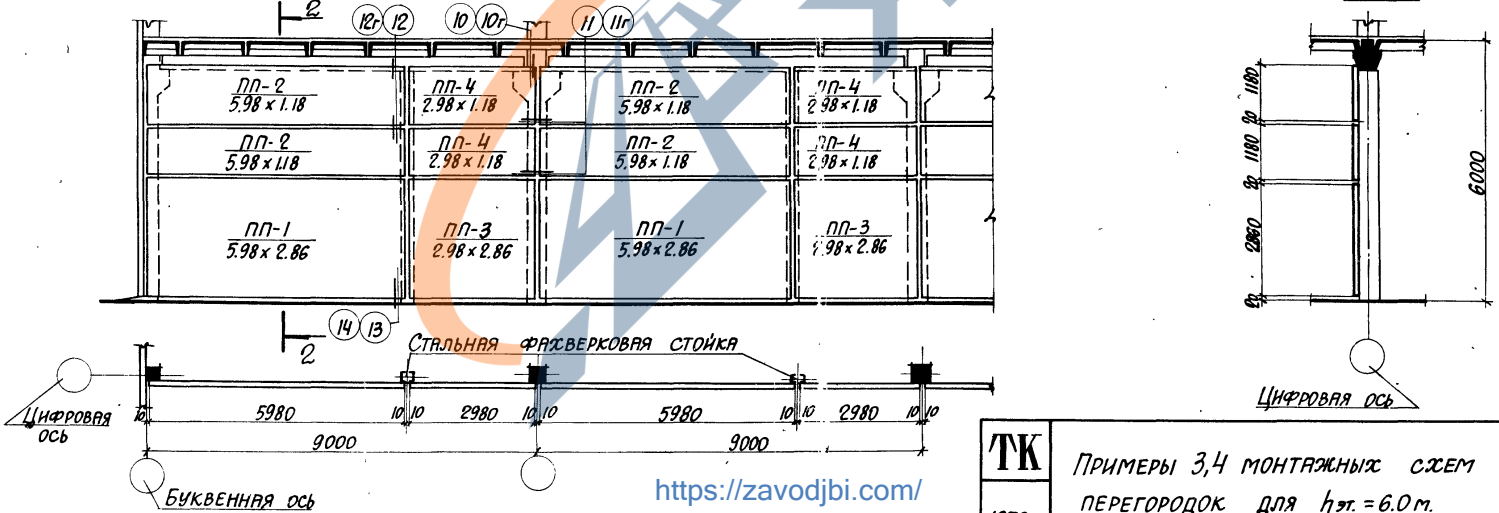 2
12г 12
10 10г
11 11г
ПП-2
5.98 x 1.18
ПП-4
2.98 x 1.18
ПП-2
5.98 x 1.18
ПП-4
2.98 x 1.18
ПП-2
5.98 x 1.18
ПП-4
2.98 x 1.18
ПП-2
5.98 x 1.18
ПП-4
2.98 x 1.18
ПП-1
5.98 x 2.86
ПП-3
2.98 x 2.86
ПП-1
5.98 x 2.86
ПП-3
2.98 x 2.86
14 13
2
СТАЛЬНАЯ ФАХВЕРКОВАЯ СТОЙКА
ЦИФРОВАЯ
ОСЬ
10 5980 10 10 2980 10 10 5980 10 10 2980 10 10
9000 9000
БУКВЕННАЯ ОСЬ
1180
20
1180
20
2860
20
6000
ЦИФРОВАЯ ОСЬ
ТК
ПРИМЕРЫ 3,4 МОНТАЖНЫХ СХЕМ
ПЕРЕГОРОДОК ДЛЯ hэт. = 6.0 м.
https://zavodjbi.com/